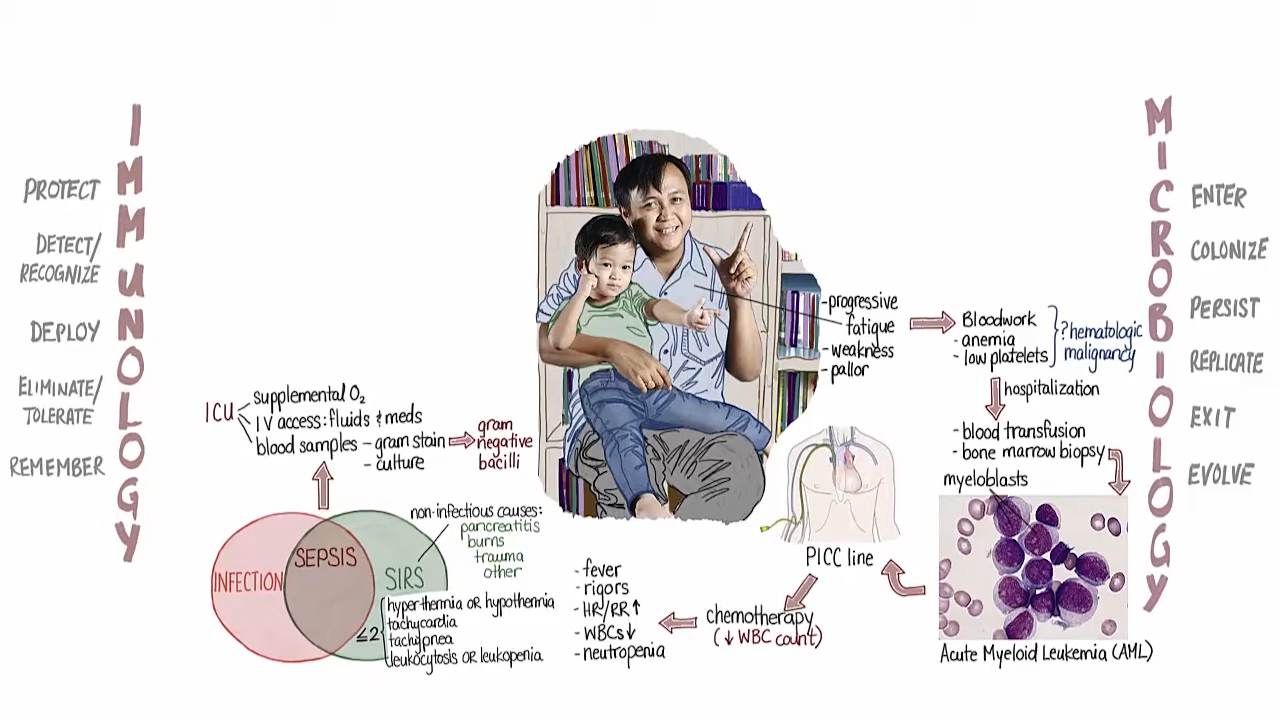 IMMUNOLOGY
PROTECT
DETECT/
RECOGNIZE
DEPLOY
ELIMINATE/
TOLERATE
REMEMBER
MICROBIOLOGY
ENTER
COLONIZE
PERSIST
REPLICATE
EXIT
EVOLVE
-progressive
fatigue
-weakness
-pallor
Bloodwork
- anemia
- low platelets
? hematologic
malignancy
hospitalization
- blood transfusion
- bone marrow biopsy
myeloblasts
Acute Myeloid Leukemia (AML)
PICC line
chemotherapy
(↓ WBC count)
- fever
- rigors
- HR/RR ↑
- WBCs ↓
- neutropenia
INFECTION
SEPSIS
SIRS
non-infectious causes:
pancreatitis
burns
trauma
other
≤2
hyperthermia OR hypothermia
tachycardia
tachypnea
leukocytosis OR leukopenia
ICU
supplemental O₂
IV access: fluids & meds
blood samples - gram stain
- culture
gram
negative
bacilli